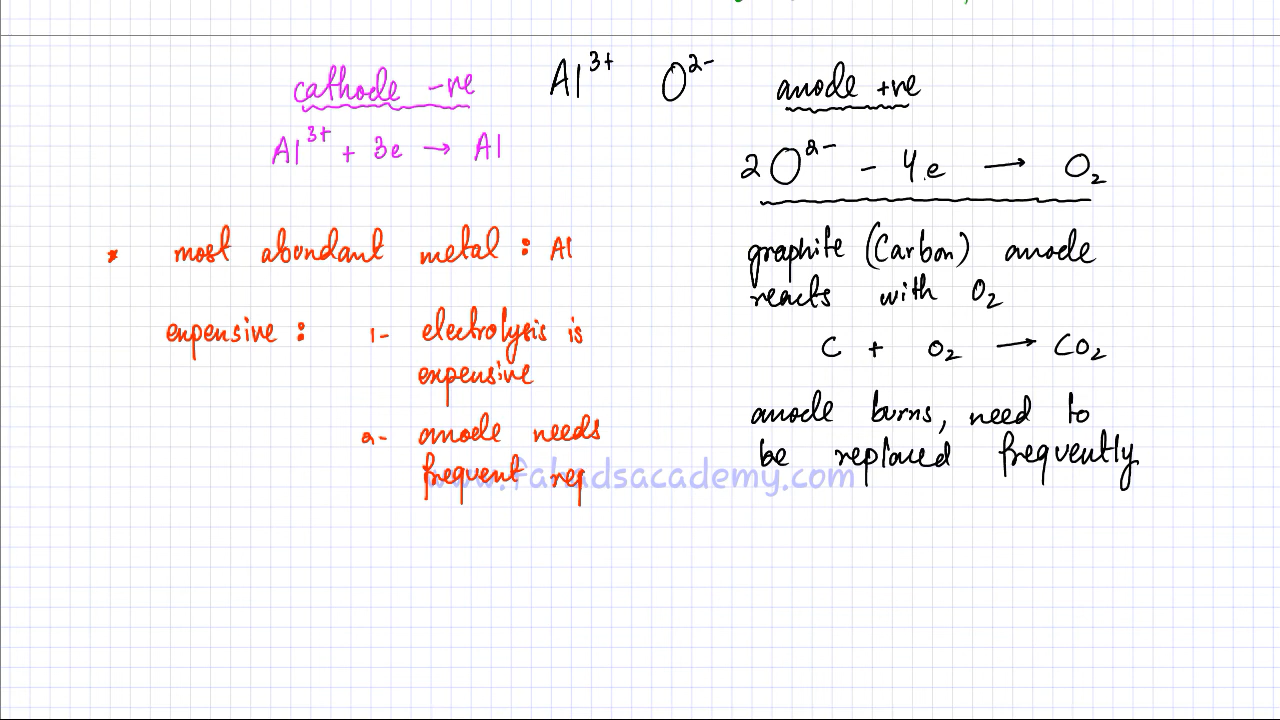 cathode -ve
Al³⁺ O²⁻
anode +ve
Al³⁺ + 3e → Al
2O²⁻ - 4e → O₂
* most abundant metal : Al
expensive : 1- electrolysis is
expensive
2- anode needs
frequent rep
graphite (Carbon) anode
reacts with O₂
C + O₂ → CO₂
anode burns, need to
be replaced frequently
www.fahadsacademy.com